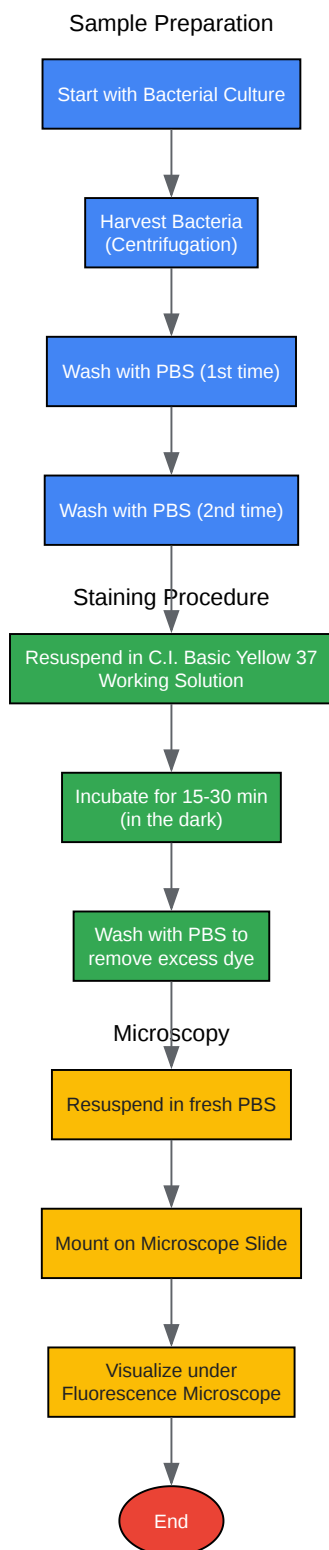 Sample Preparation
Start with Bacterial Culture
Harvest Bacteria
(Centrifugation)
Wash with PBS (1st time)
Wash with PBS (2nd time)
Staining Procedure
Resuspend in C.I. Basic Yellow 37
Working Solution
Incubate for 15-30 min
(in the dark)
Wash with PBS to
remove excess dye
Microscopy
Resuspend in fresh PBS
Mount on Microscope Slide
Visualize under
Fluorescence Microscope
End